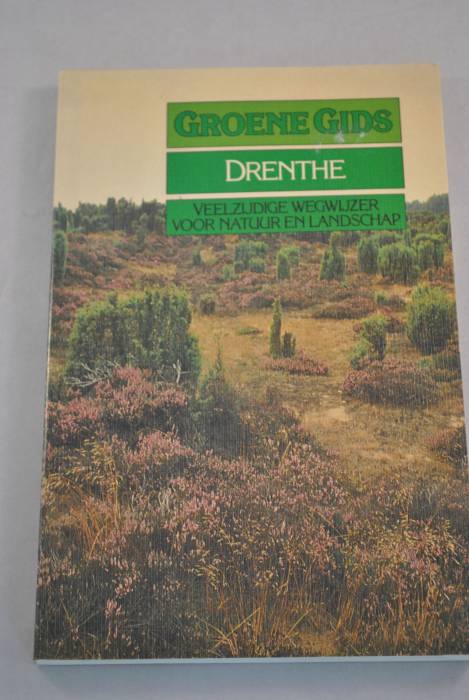 GROENE GIDS
DRENTHE
VEELZIJDIGE WEGWIJZER
VOOR NATUUR EN LANDSCHAP